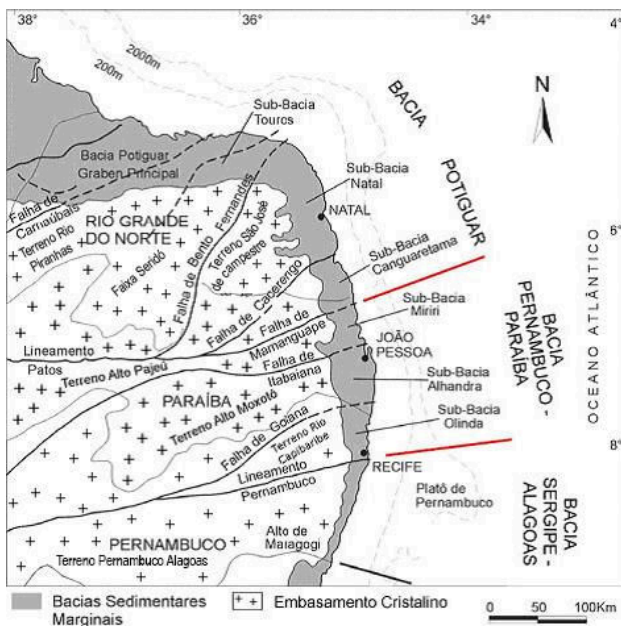 38°
36°
34°
4°
2000m
200m
BACIA
POTIGUAR
N
Sub-Bacia
Touros
Bacia Potiguar
Graben Principal
Sub-Bacia
Natal
NATAL
Falha de
Carnaúbais
RIO GRANDE
DO NORTE
Terreno Rio
Piranhas
Faixa Seridó
Falha de Bento Fernandes
Terreno São José
de campestre
6°
Sub-Bacia
Canguaretama
Falha de Cacerengo
Sub-Bacia
Miriri
Falha de
Mamanguape
Lineamento
Patos
Terreno Alto Pajeú
JOÃO
PESSOA
Falha de
Itabaiana
BACIA
PERNAMBUCO -
PARAÍBA
OCEANO ATLÂNTICO
PARAÍBA
Terreno Alto Moxotó
Sub-Bacia
Alhandra
Falha de Goiana
Terreno Rio
Capibaribe
Sub-Bacia
Olinda
8°
Lineamento
Pernambuco
RECIFE
Platô de
Pernambuco
BACIA
SERGIPE -
ALAGOAS
PERNAMBUCO
Alto de
Maragogi
Terreno Pernambuco Alagoas
Bacias Sedimentares
Marginais
Embasamento Cristalino
0 50 100Km